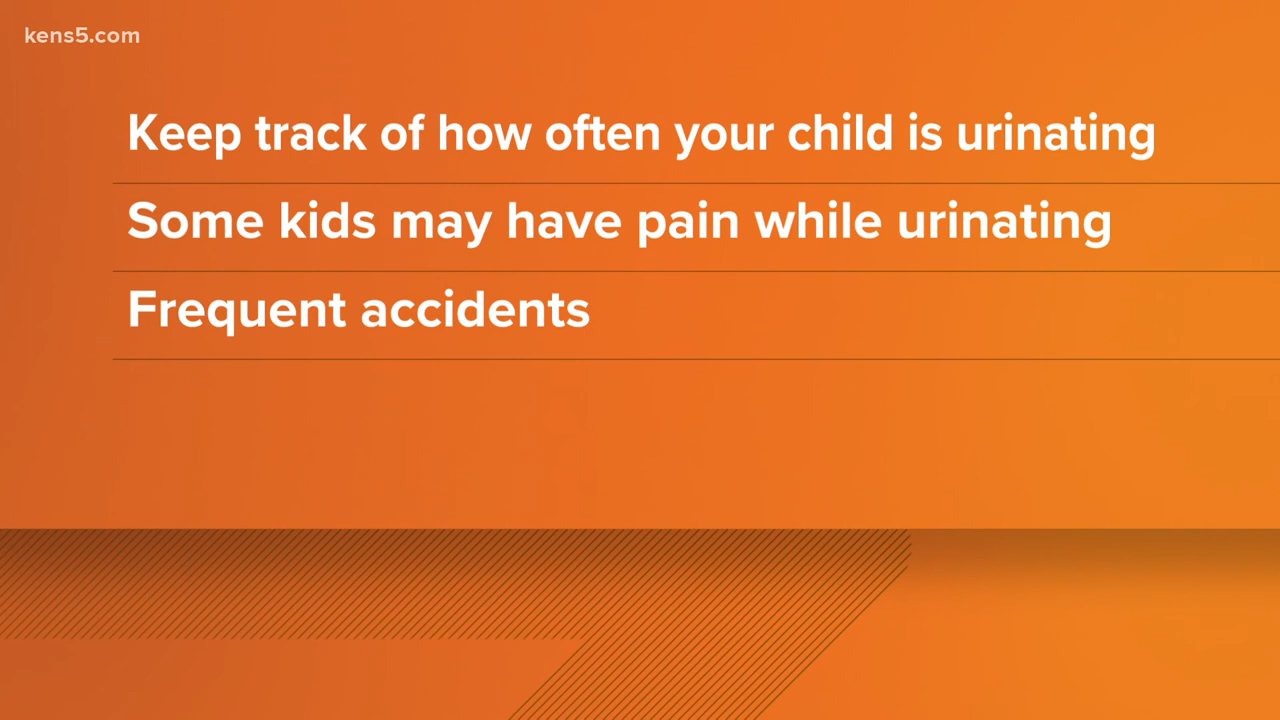 kens5.com
Keep track of how often your child is urinating
Some kids may have pain while urinating
Frequent accidents